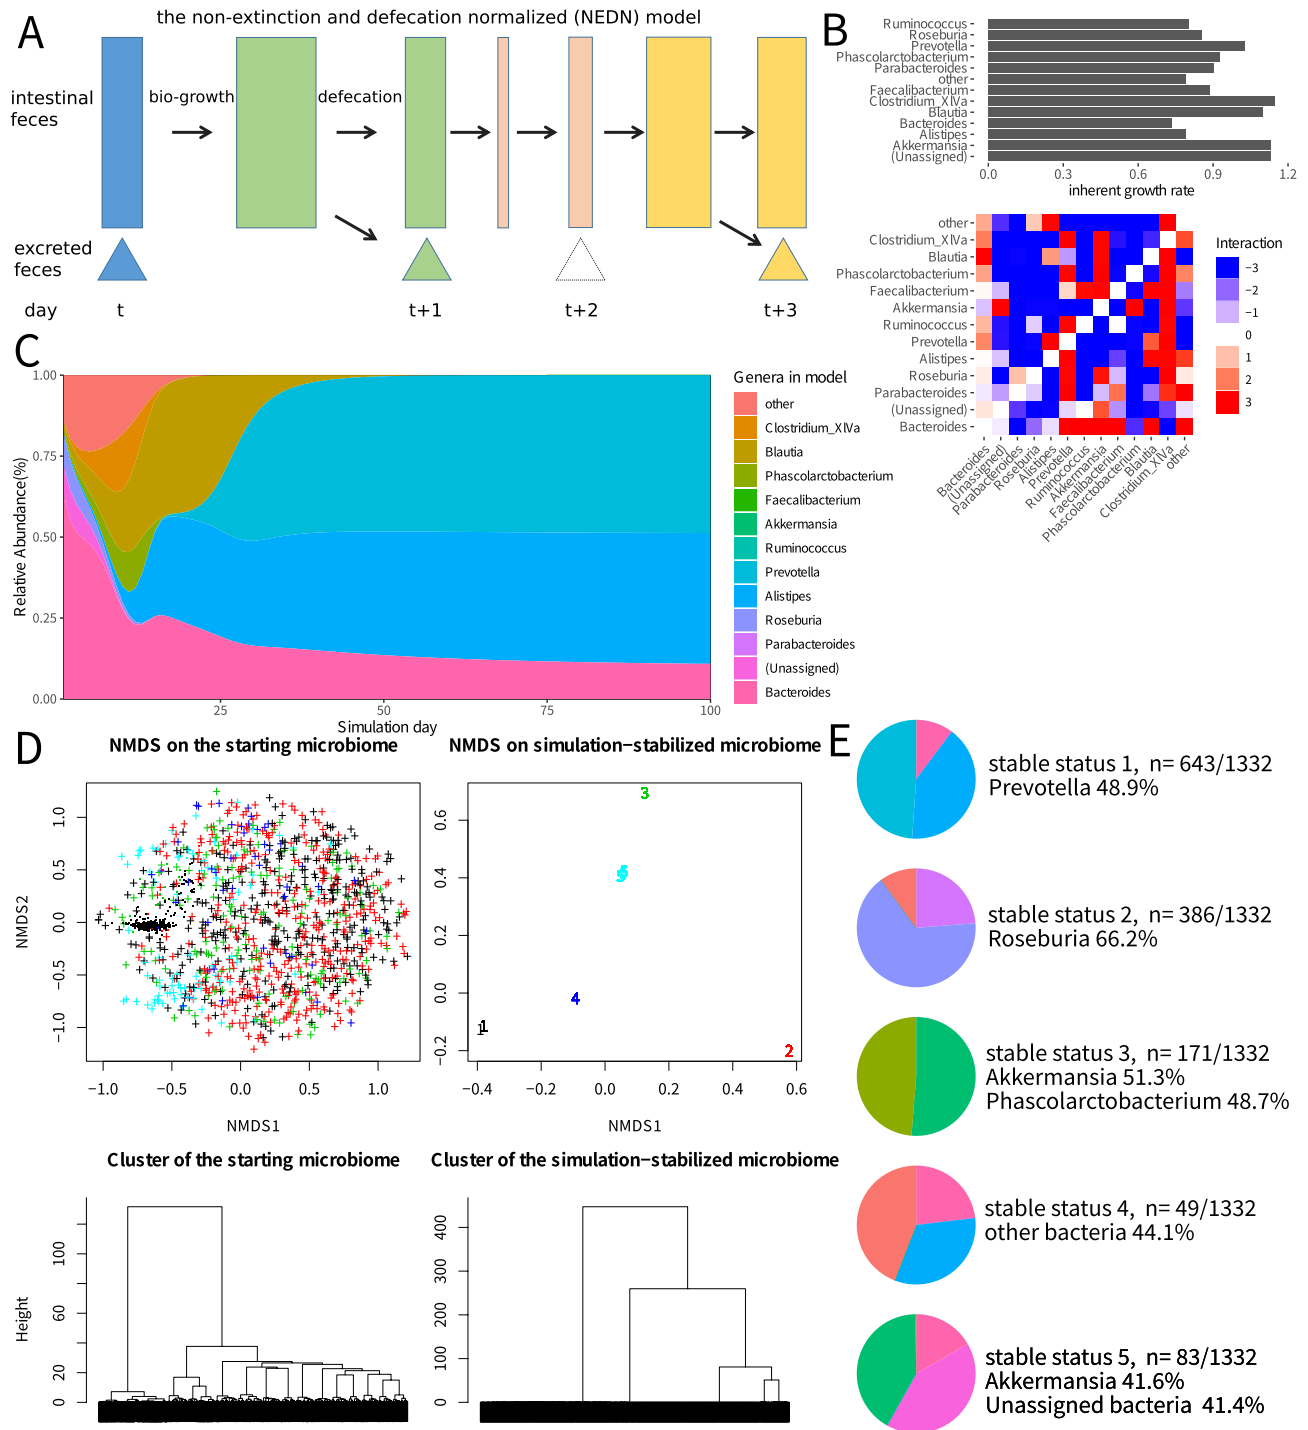 A
the non-extinction and defecation normalized (NEDN) model
intestinal
feces
bio-growth
defecation
excreted
feces
day
t
t+1
t+2
t+3
B
Ruminococcus
Roseburia
Prevotella
Phascolarctobacterium
Parabacteroides
other
Faecalibacterium
Clostridium_XlVa
Blautia
Bacteroides
Alistipes
Akkermansia
(Unassigned)
0.0 0.3 0.6 0.9 1.2
inherent growth rate
other
Clostridium_XlVa
Blautia
Phascolarctobacterium
Faecalibacterium
Akkermansia
Ruminococcus
Prevotella
Alistipes
Roseburia
Parabacteroides
(Unassigned)
Bacteroides
Bacteroides
(Unassigned)
Parabacteroides
Roseburia
Alistipes
Prevotella
Ruminococcus
Akkermansia
Faecalibacterium
Phascolarctobacterium
Blautia
Clostridium_XlVa
other
Interaction
−3
−2
−1
0
1
2
3
C
Relative Abundance(%)
1.00
0.75
0.50
0.25
0.00
25 50 75 100
Simulation day
Genera in model
other
Clostridium_XlVa
Blautia
Phascolarctobacterium
Faecalibacterium
Akkermansia
Ruminococcus
Prevotella
Alistipes
Roseburia
Parabacteroides
(Unassigned)
Bacteroides
D
NMDS on the starting microbiome
NMDS2
1.0
0.5
0.0
−0.5
−1.0
−1.0 −0.5 0.0 0.5 1.0
NMDS1
NMDS on simulation−stabilized microbiome
0.6
0.4
0.2
0.0
−0.2
3
5
4
1
2
−0.4 −0.2 0.0 0.2 0.4 0.6
NMDS1
Cluster of the starting microbiome
Height
100
60
20
0
Cluster of the simulation−stabilized microbiome
400
300
200
100
0
E
stable status 1, n= 643/1332
Prevotella 48.9%
stable status 2, n= 386/1332
Roseburia 66.2%
stable status 3, n= 171/1332
Akkermansia 51.3%
Phascolarctobacterium 48.7%
stable status 4, n= 49/1332
other bacteria 44.1%
stable status 5, n= 83/1332
Akkermansia 41.6%
Unassigned bacteria 41.4%